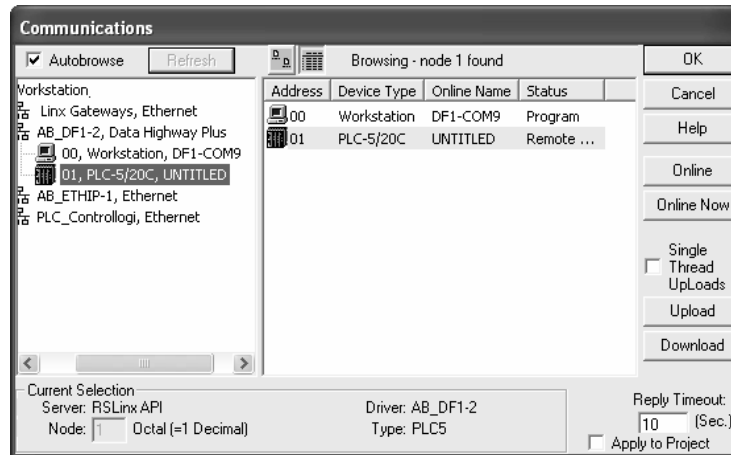 Communications
Autobrowse Refresh
Browsing - node 1 found
Workstation
Linx Gateways, Ethernet
AB_DF1-2, Data Highway Plus
00, Workstation, DF1-COM9
01, PLC-5/20C, UNTITLED
AB_ETHIP-1, Ethernet
PLC_Controllogi, Ethernet
Address Device Type Online Name Status
00 Workstation DF1-COM9 Program
01 PLC-5/20C UNTITLED Remote ...
OK
Cancel
Help
Online
Online Now
Single
Thread
UpLoads
Upload
Download
Current Selection
Server: RSLinx API Driver: AB_DF1-2
Node: 1 Octal (=1 Decimal) Type: PLC5
Reply Timeout:
10 (Sec.)
Apply to Project